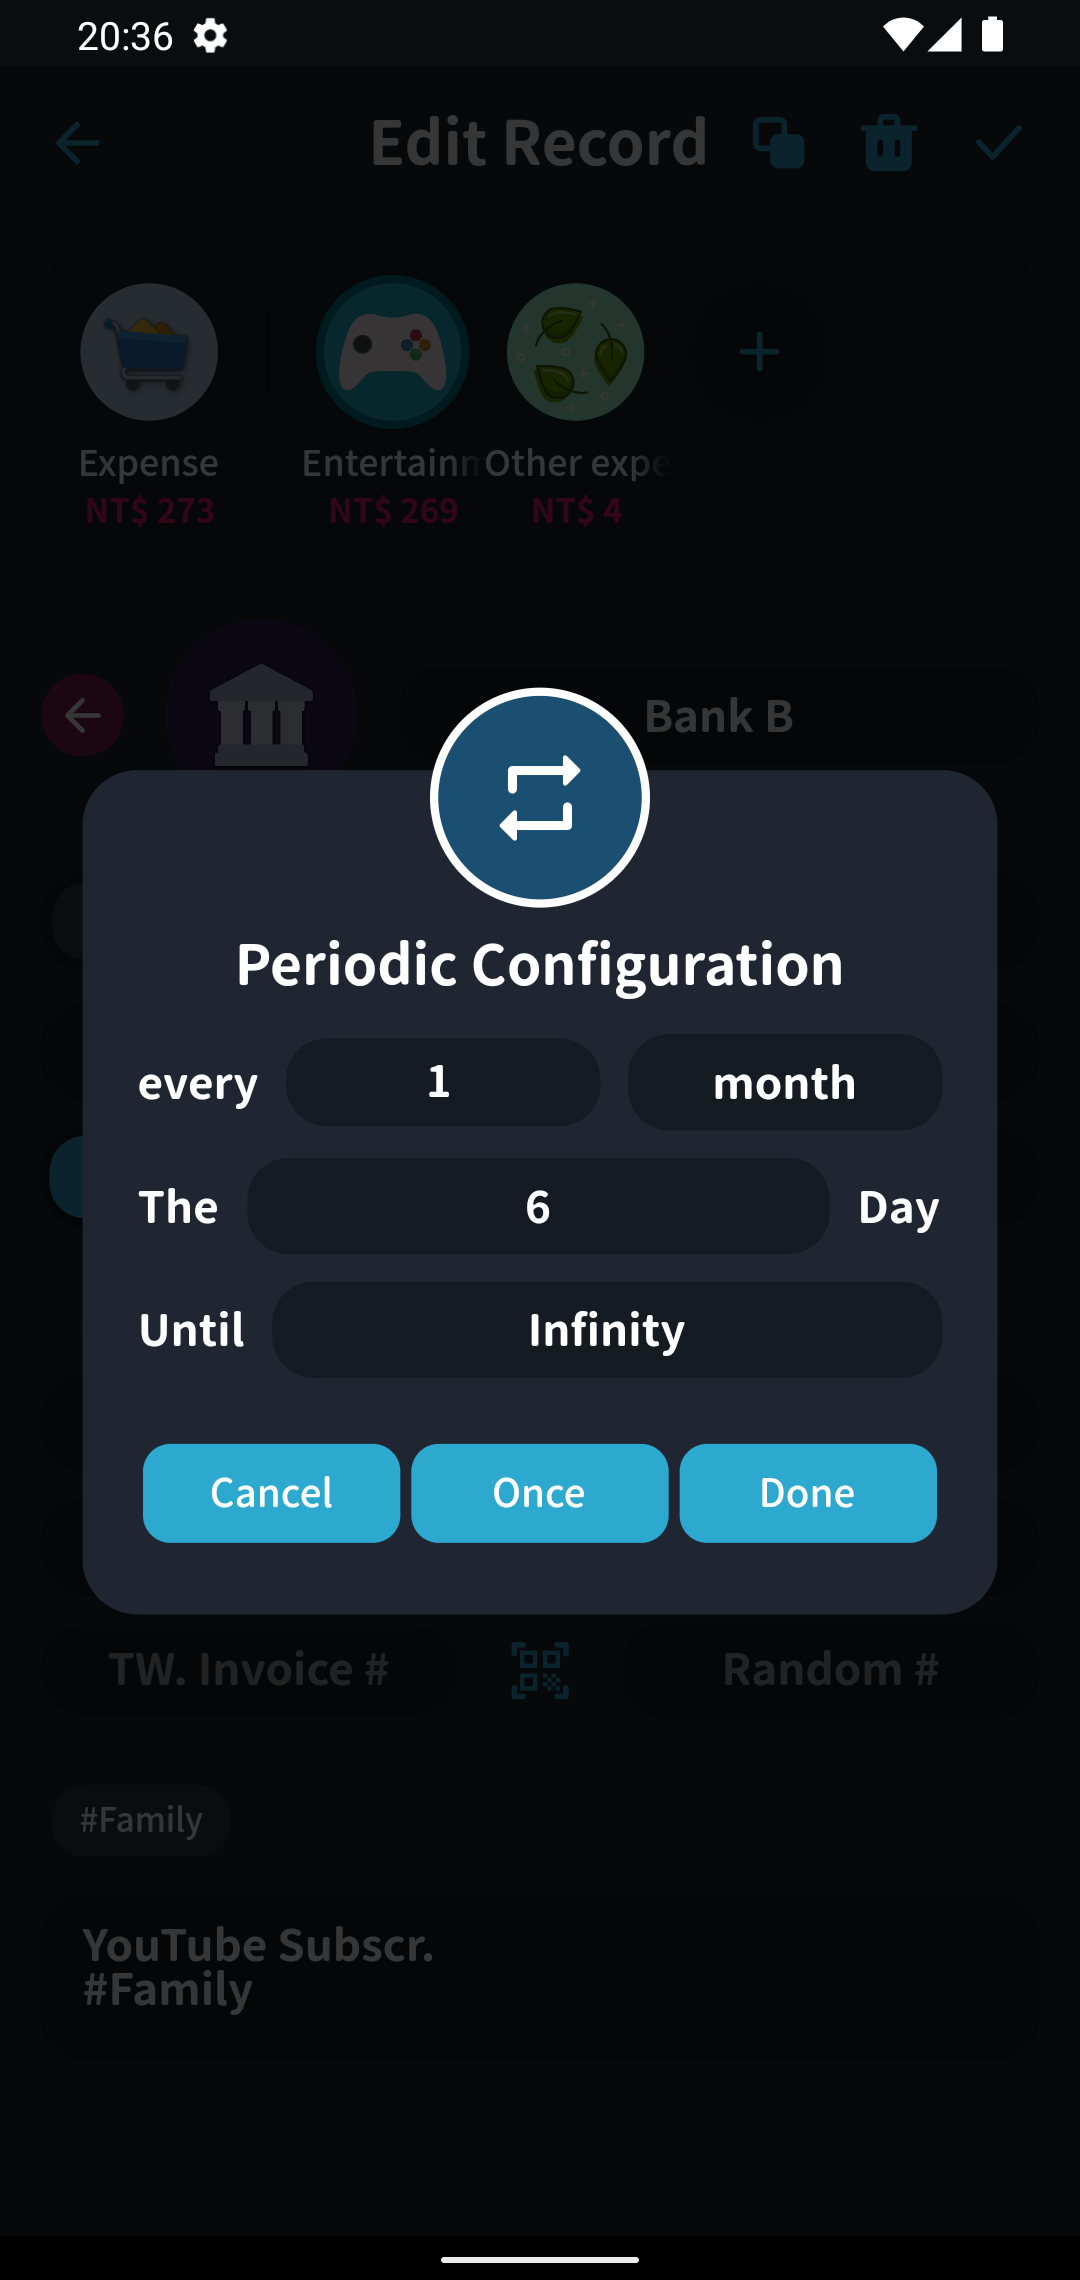 20:36
Edit Record
Expense
Entertainm
Other expe
NT$ 273
NT$ 269
NT$ 4
Bank B
Periodic Configuration
every 1 month
The 6 Day
Until Infinity
Cancel Once Done
TW. Invoice # Random #
#Family
YouTube Subscr.
#Family